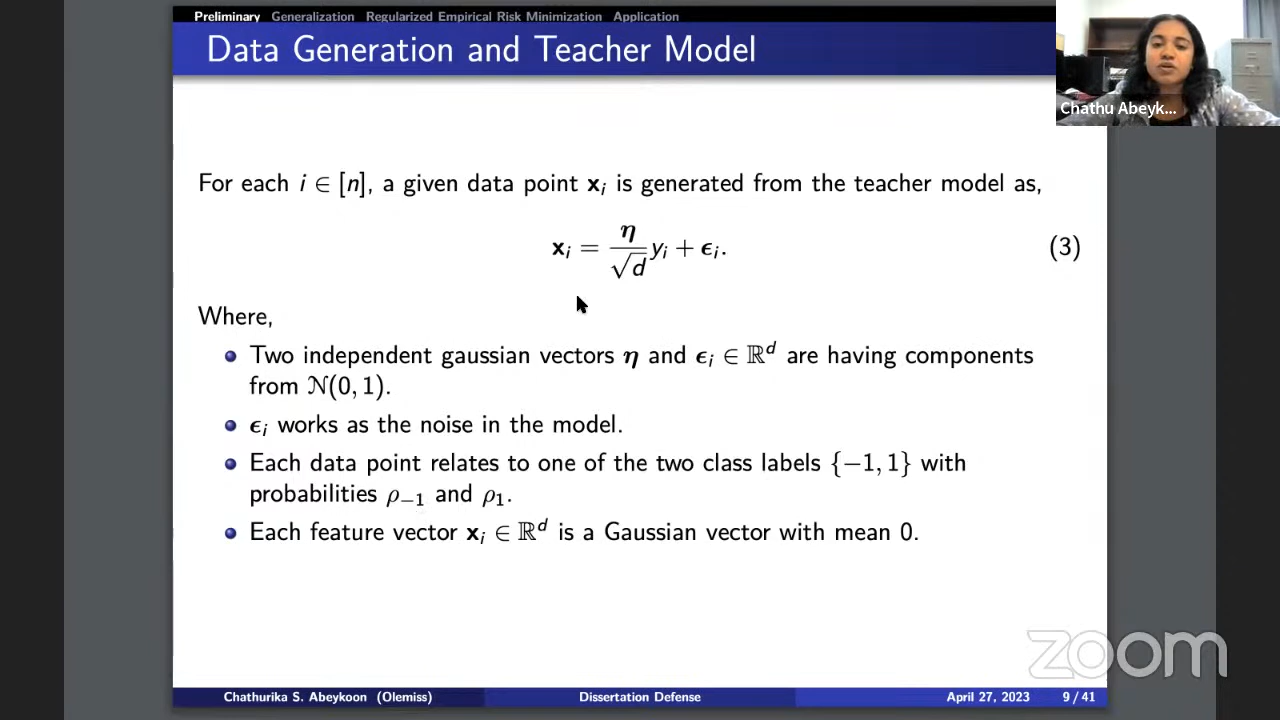 Preliminary Generalization Regularized Empirical Risk Minimization Application
Data Generation and Teacher Model
Chathu Abeyk...
For each i ∈ [n], a given data point xᵢ is generated from the teacher model as,
xᵢ = η/√d yᵢ + ϵᵢ. (3)
Where,
Two independent gaussian vectors η and ϵᵢ ∈ ℝᵈ are having components
from N(0, 1).
ϵᵢ works as the noise in the model.
Each data point relates to one of the two class labels {−1, 1} with
probabilities ρ₋₁ and ρ₁.
Each feature vector xᵢ ∈ ℝᵈ is a Gaussian vector with mean 0.
zoom
Chathurika S. Abeykoon (Olemiss) Dissertation Defense April 27, 2023 9 / 41